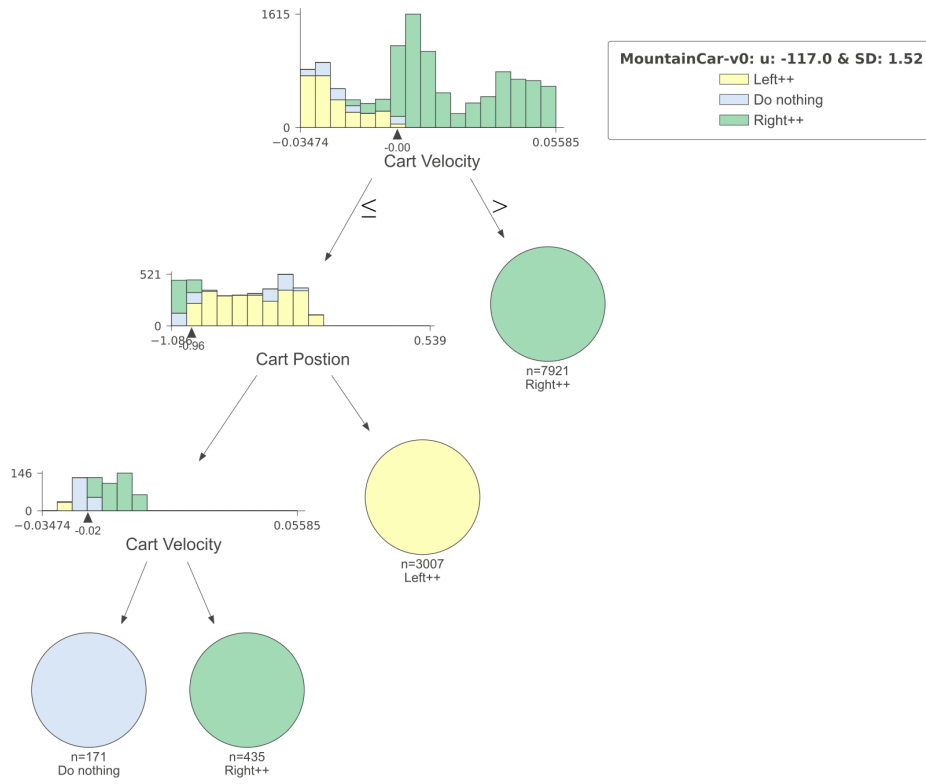 1615
0
−0.03474
-0.00
0.05585
Cart Velocity
MountainCar-v0: u: -117.0 & SD: 1.52
Left++
Do nothing
Right++
≤
>
521
0
−1.086
-0.96
0.539
Cart Postion
n=7921
Right++
146
0
−0.03474
-0.02
0.05585
Cart Velocity
n=3007
Left++
n=171
Do nothing
n=435
Right++